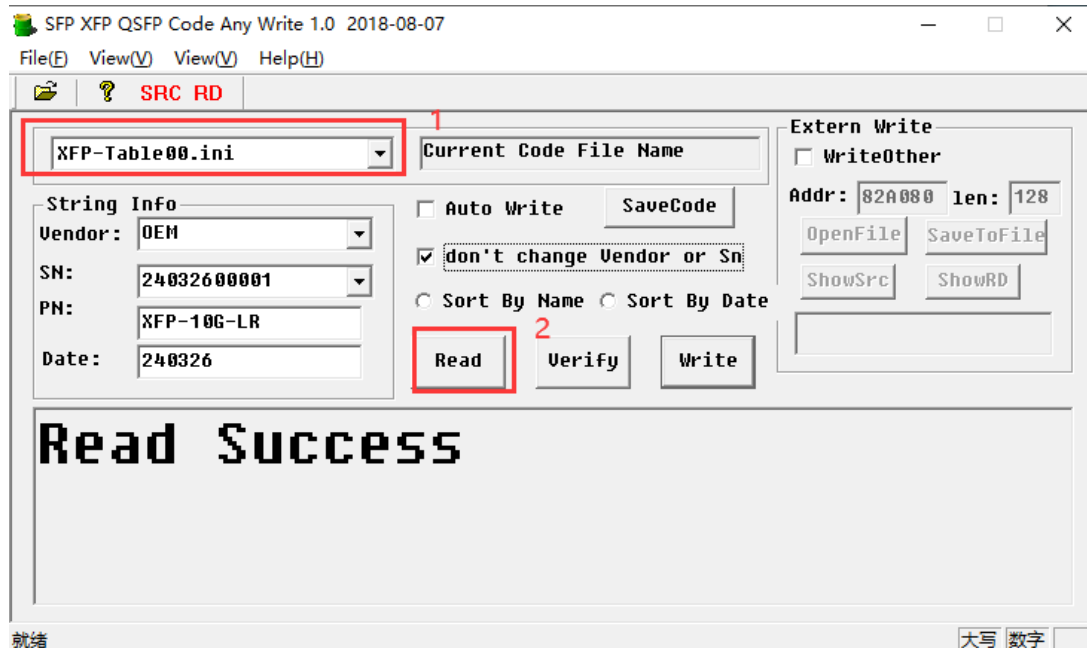 SFP XFP QSFP Code Any Write 1.0 2018-08-07
File(F) View(V) View(V) Help(H)
SRC RD
1
XFP-Table00.ini
Current Code File Name
Extern Write
WriteOther
Addr: 82A080 len: 128
OpenFile SaveToFile
ShowSrc ShowRD
String Info
Vendor: OEM
SN: 24032600001
PN: XFP-10G-LR
Date: 240326
Auto Write SaveCode
don't change Vendor or Sn
Sort By Name Sort By Date
2
Read Verify Write
Read Success
就绪 大写 数字